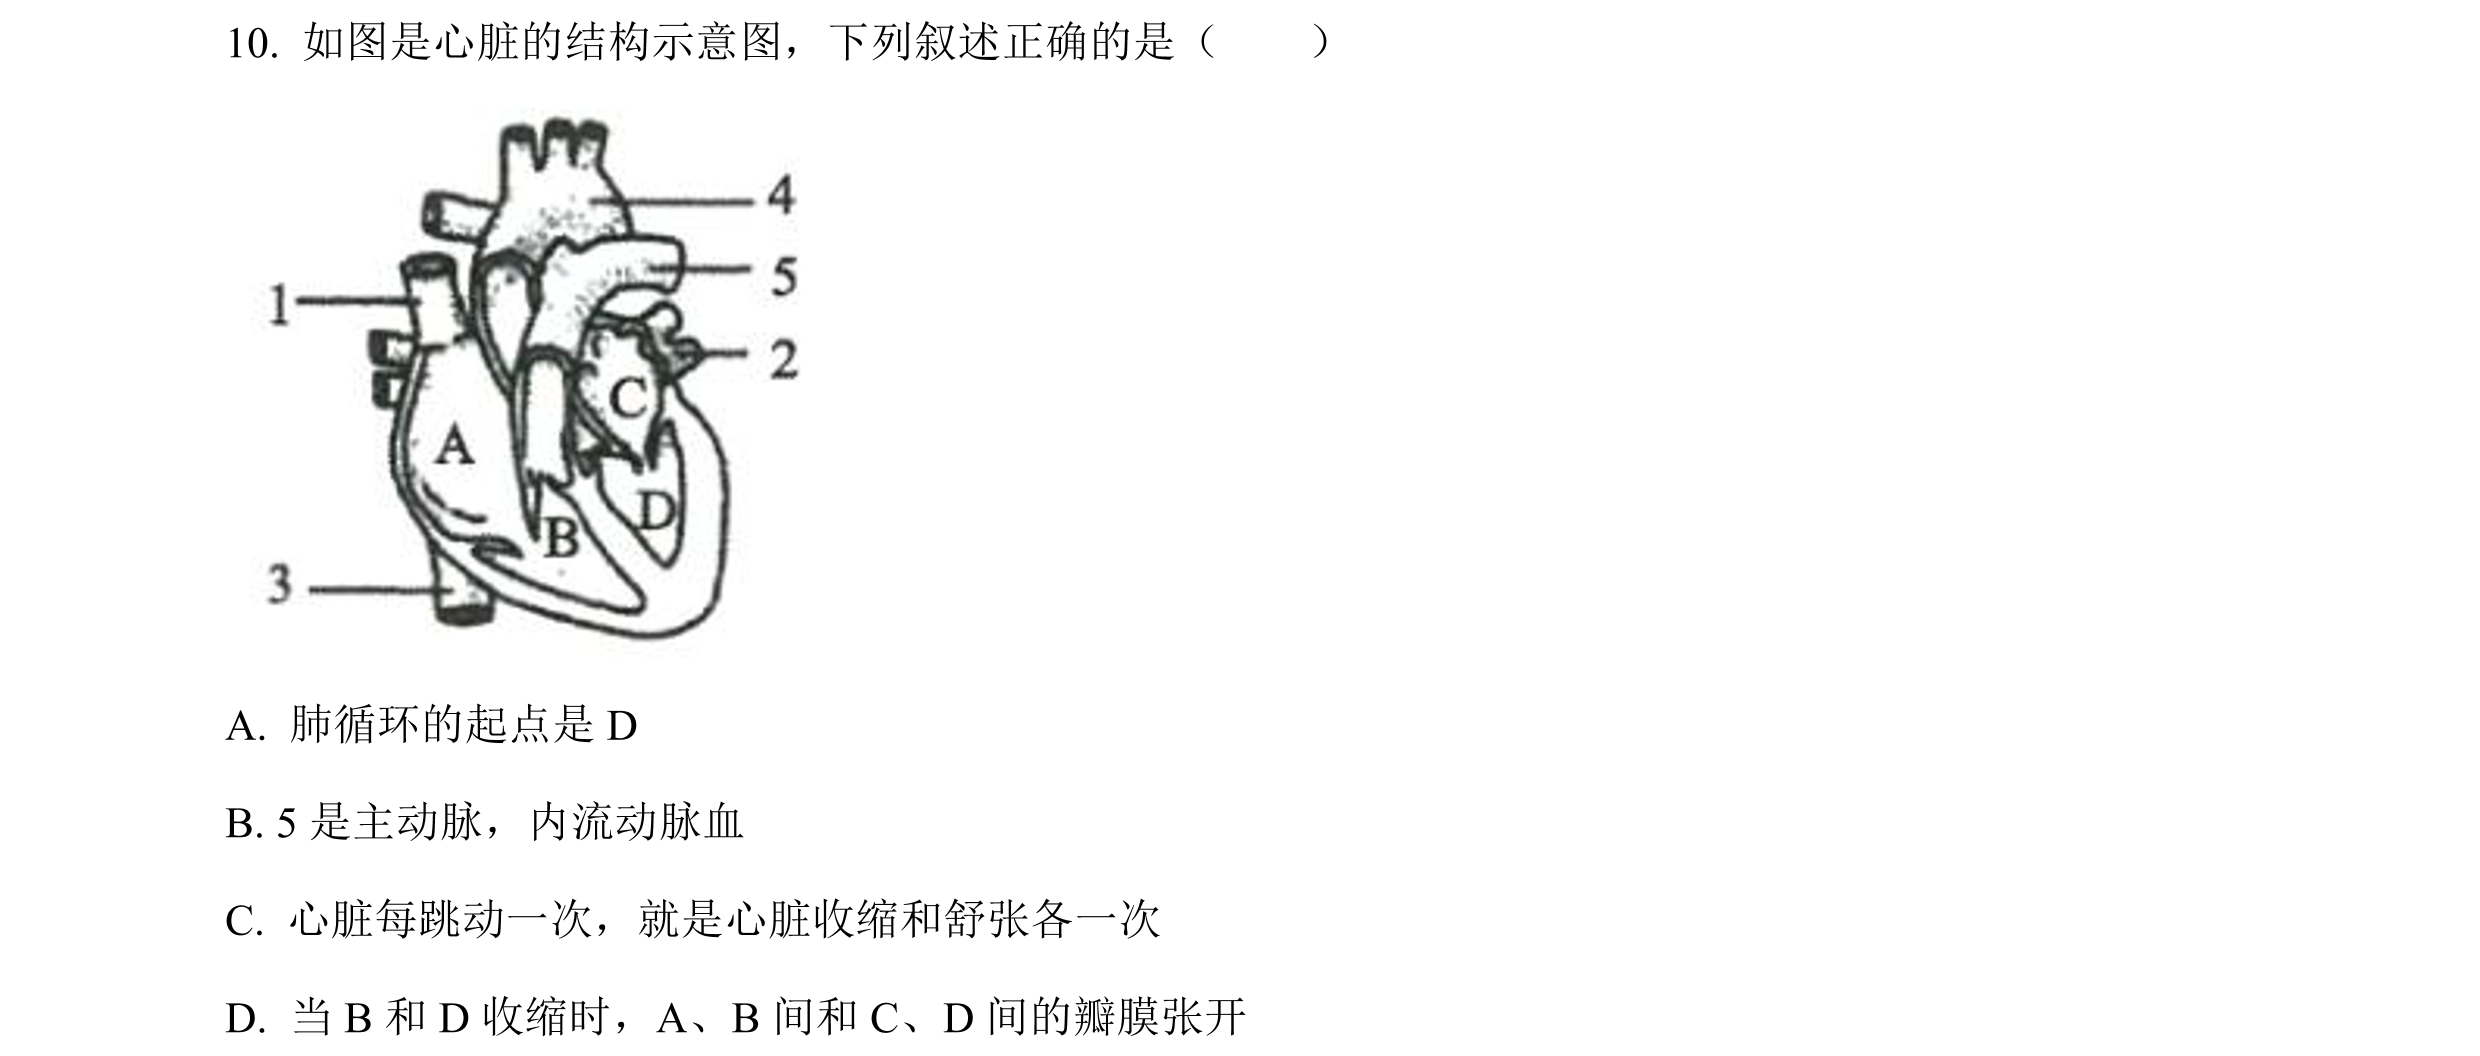 10. 如图是心脏的结构示意图，下列叙述正确的是（　　）
4
5
1
2
C
A
D
B
3
A. 肺循环的起点是 D
B. 5 是主动脉，内流动脉血
C. 心脏每跳动一次，就是心脏收缩和舒张各一次
D. 当 B 和 D 收缩时，A、B 间和 C、D 间的瓣膜张开